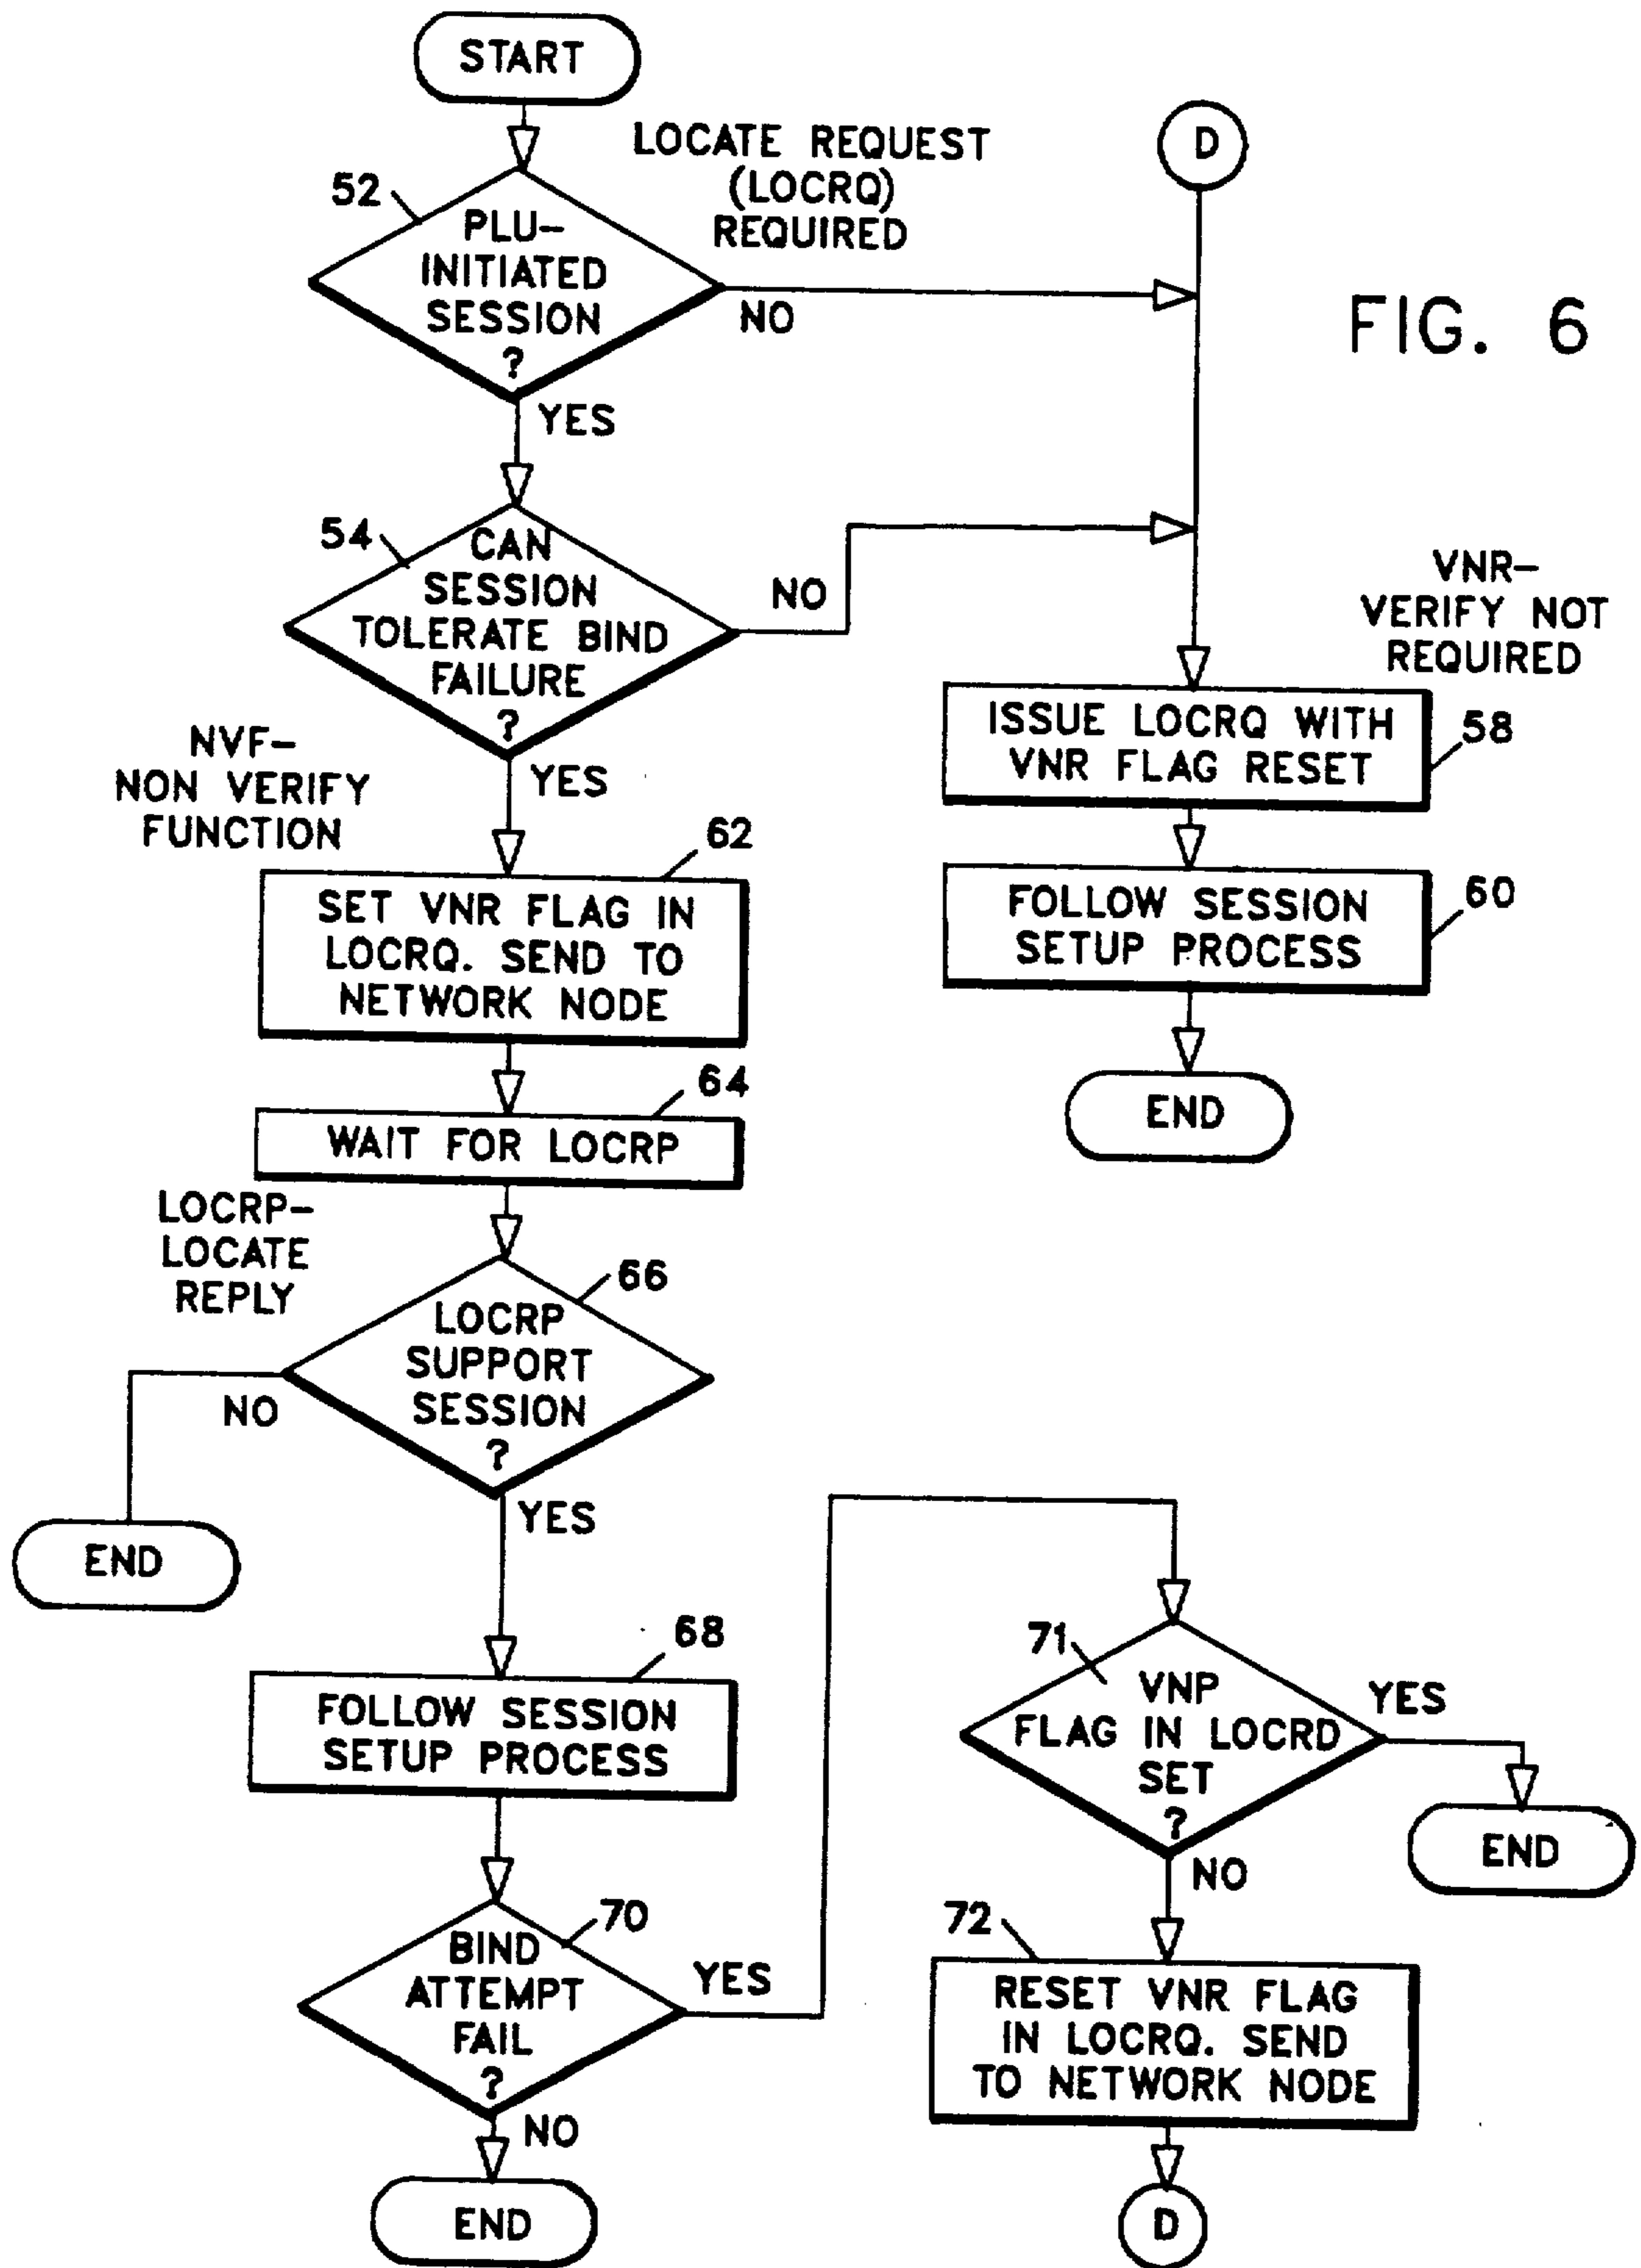 START
LOCATE REQUEST
(LOCRQ)
REQUIRED
D
52
PLU-
INITIATED
SESSION
?
NO
YES
FIG. 6
54
CAN
SESSION
TOLERATE BIND
FAILURE
?
NO
YES
VNR-
VERIFY NOT
REQUIRED
ISSUE LOCRQ WITH
VNR FLAG RESET
58
NVF-
NON VERIFY
FUNCTION
62
SET VNR FLAG IN
LOCRQ. SEND TO
NETWORK NODE
FOLLOW SESSION
SETUP PROCESS
60
END
64
WAIT FOR LOCRP
LOCRP-
LOCATE
REPLY
66
LOCRP
SUPPORT
SESSION
?
NO
YES
END
68
FOLLOW SESSION
SETUP PROCESS
70
BIND
ATTEMPT
FAIL
?
YES
NO
END
71
VNP
FLAG IN LOCRD
SET
?
YES
END
NO
72
RESET VNR FLAG
IN LOCRQ. SEND
TO NETWORK NODE
D